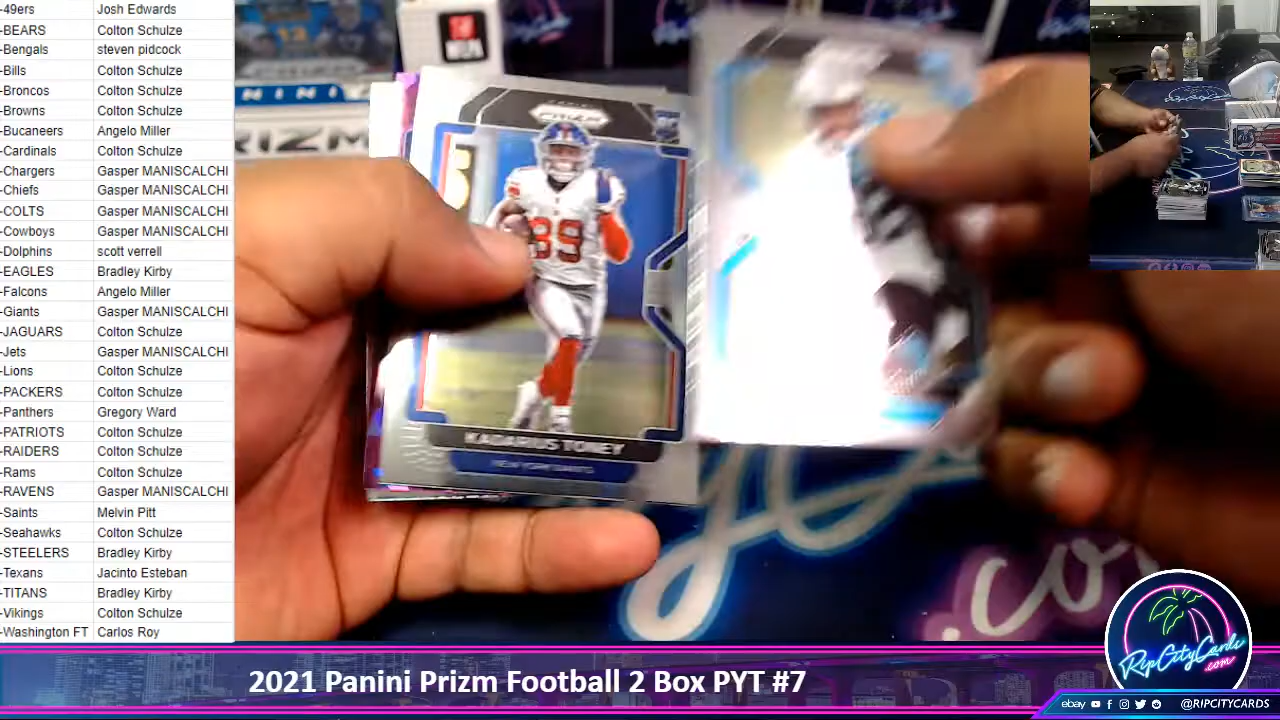 -49ers Josh Edwards
-BEARS Colton Schulze
-Bengals steven pidcock
-Bills Colton Schulze
-Broncos Colton Schulze
-Browns Colton Schulze
-Bucaneers Angelo Miller
-Cardinals Colton Schulze
-Chargers Gasper MANISCALCHI
-Chiefs Gasper MANISCALCHI
-COLTS Gasper MANISCALCHI
-Cowboys Gasper MANISCALCHI
-Dolphins scott verrell
-EAGLES Bradley Kirby
-Falcons Angelo Miller
-Giants Gasper MANISCALCHI
-JAGUARS Colton Schulze
-Jets Gasper MANISCALCHI
-Lions Colton Schulze
-PACKERS Colton Schulze
-Panthers Gregory Ward
-PATRIOTS Colton Schulze
-RAIDERS Colton Schulze
-Rams Colton Schulze
-RAVENS Gasper MANISCALCHI
-Saints Melvin Pitt
-Seahawks Colton Schulze
-STEELERS Bradley Kirby
-Texans Jacinto Esteban
-TITANS Bradley Kirby
-Vikings Colton Schulze
-Washington FT Carlos Roy
PRIZM
RC
39
KADARIUS TONEY
NEW YORK GIANTS
.co
RipCityCards
.com
2021 Panini Prizm Football 2 Box PYT #7
ebay @RIPCITYCARDS